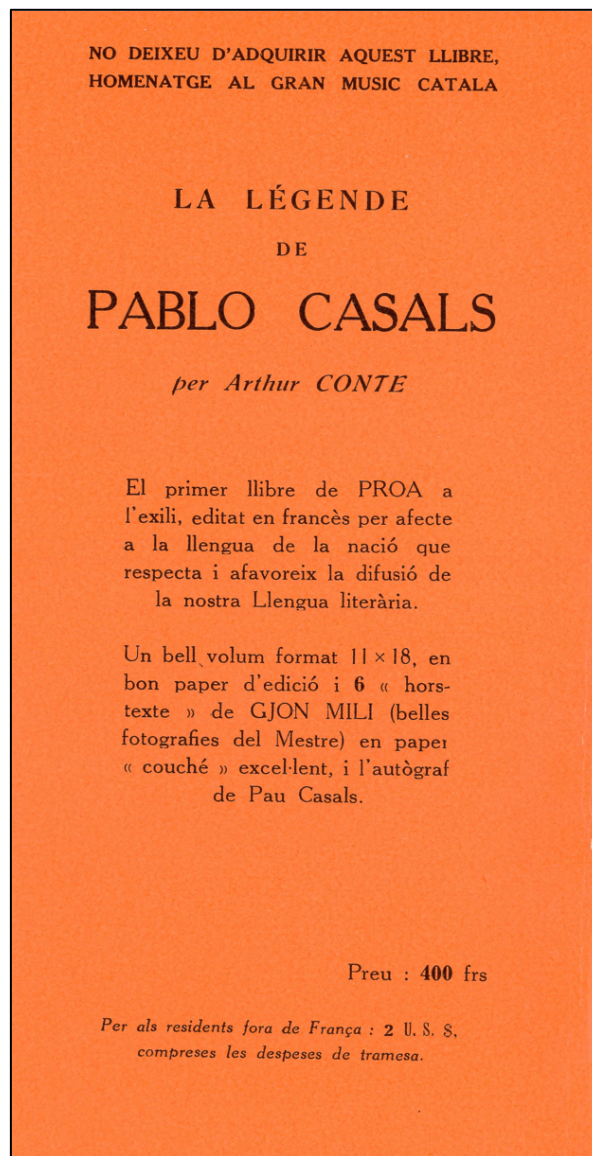 NO DEIXEU D'ADQUIRIR AQUEST LLIBRE,
HOMENATGE AL GRAN MUSIC CATALA
LA LÉGENDE
DE
PABLO CASALS
per Arthur CONTE
El primer llibre de PROA a
l'exili, editat en francès per afecte
a la llengua de la nació que
respecta i afavoreix la difusió de
la nostra Llengua literària.
Un bell volum format 11 × 18, en
bon paper d'edició i 6 « hors-
texte » de GJON MILI (belles
fotografies del Mestre) en paper
« couché » excel·lent, i l'autògraf
de Pau Casals.
Preu : 400 frs
Per als residents fora de França : 2 U. S. $,
compreses les despeses de tramesa.